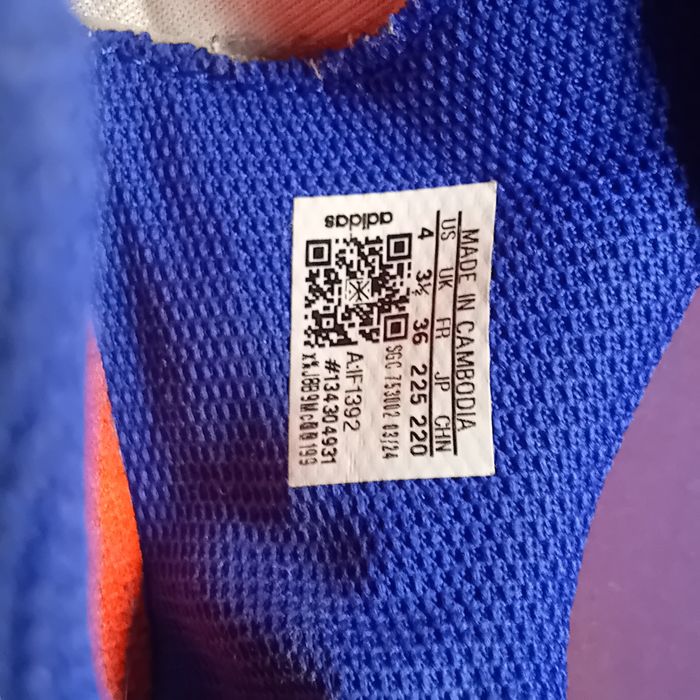 MADE IN CAMBODIA
US UK FR JP CHN
4 3½ 36 225 220
adidas
SGC 753002 03/24
A:IF1392
#134304931